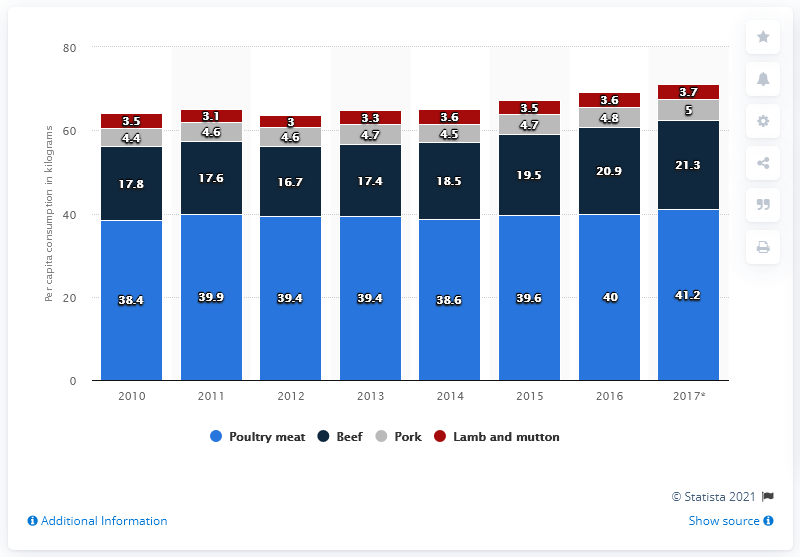 Per capita consumption in kilograms
80
60
40
20
0
3.5 3.1 3 3.3 3.6 3.5 3.6 3.7
4.4 4.6 4.6 4.7 4.5 4.7 4.8 5
17.8 17.6 16.7 17.4 18.5 19.5 20.9 21.3
38.4 39.9 39.4 39.4 38.6 39.6 40 41.2
2010 2011 2012 2013 2014 2015 2016 2017*
Poultry meat Beef Pork Lamb and mutton
© Statista 2021
Additional Information Show source